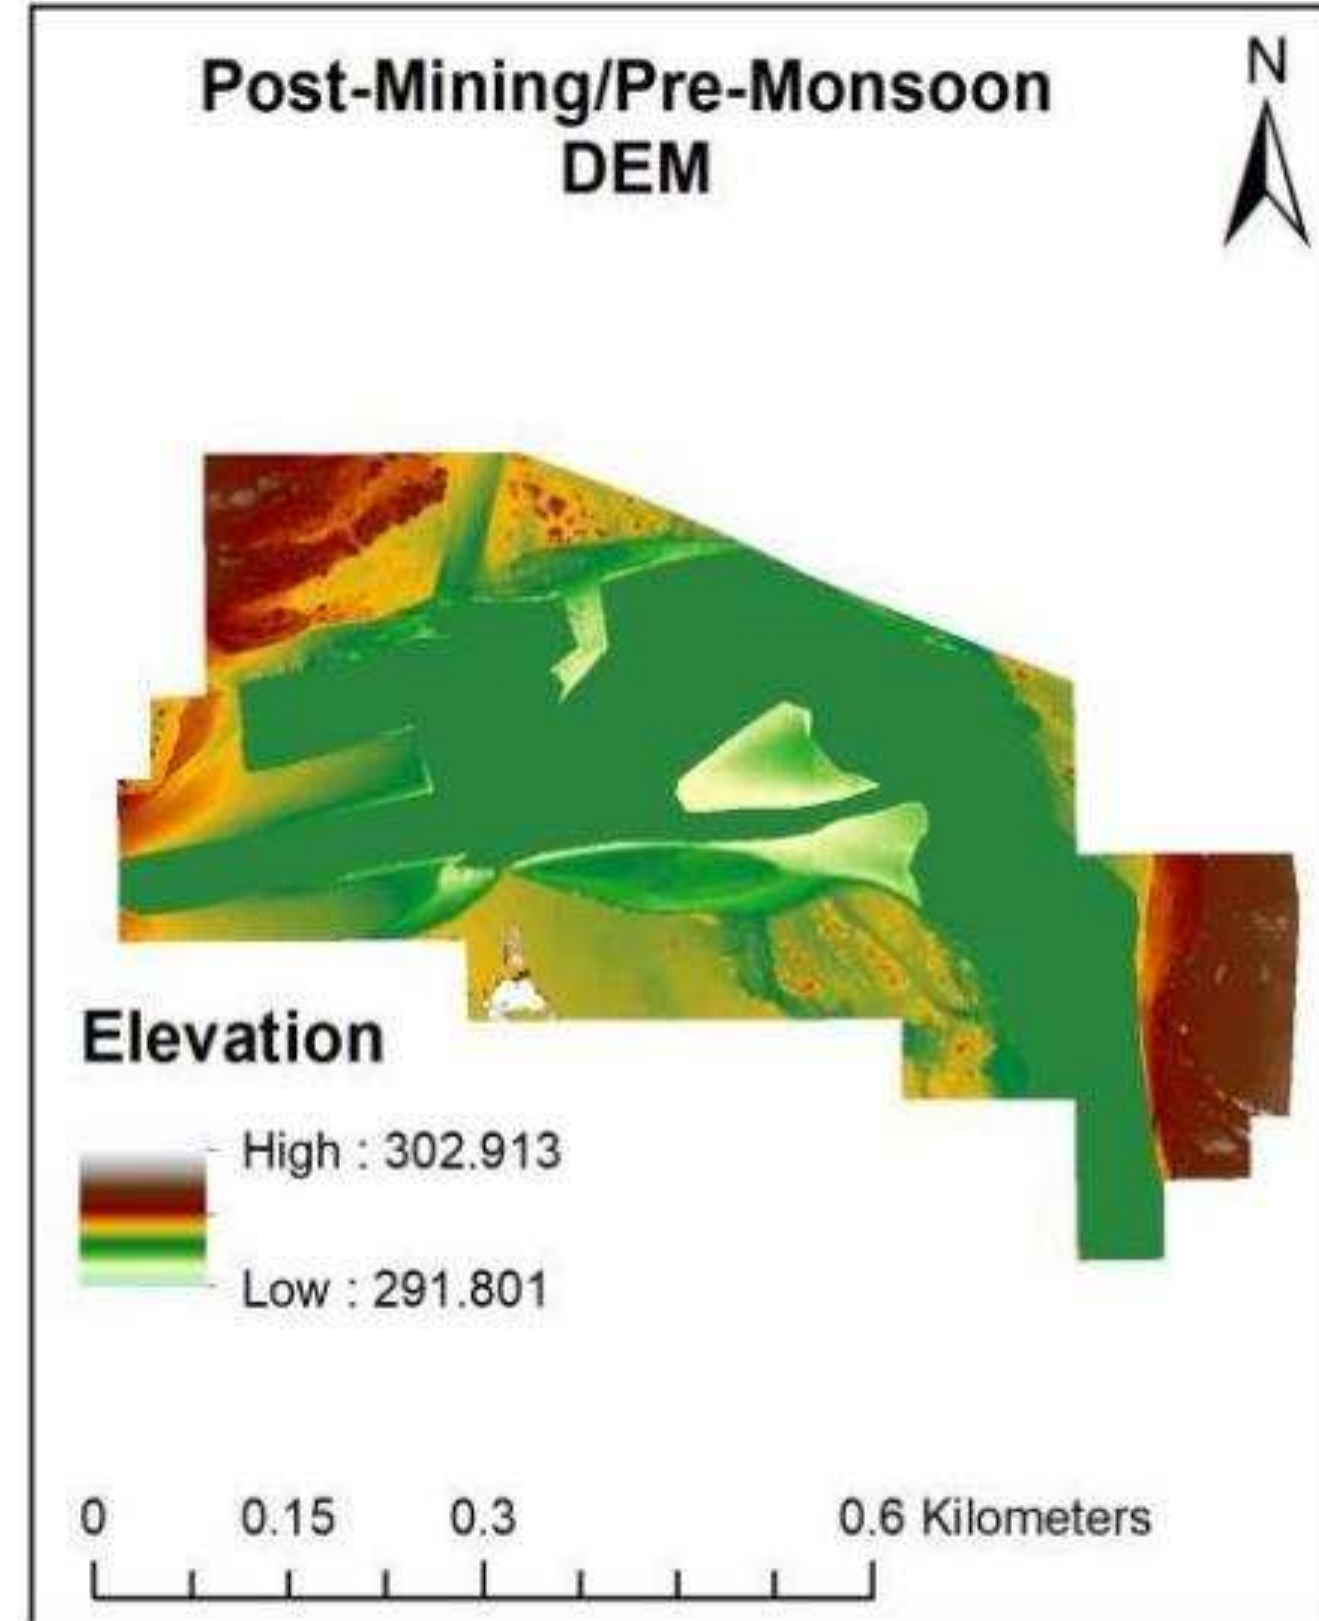 Post-Mining/Pre-Monsoon
DEM
N
Elevation
High : 302.913
Low : 291.801
0 0.15 0.3 0.6 Kilometers